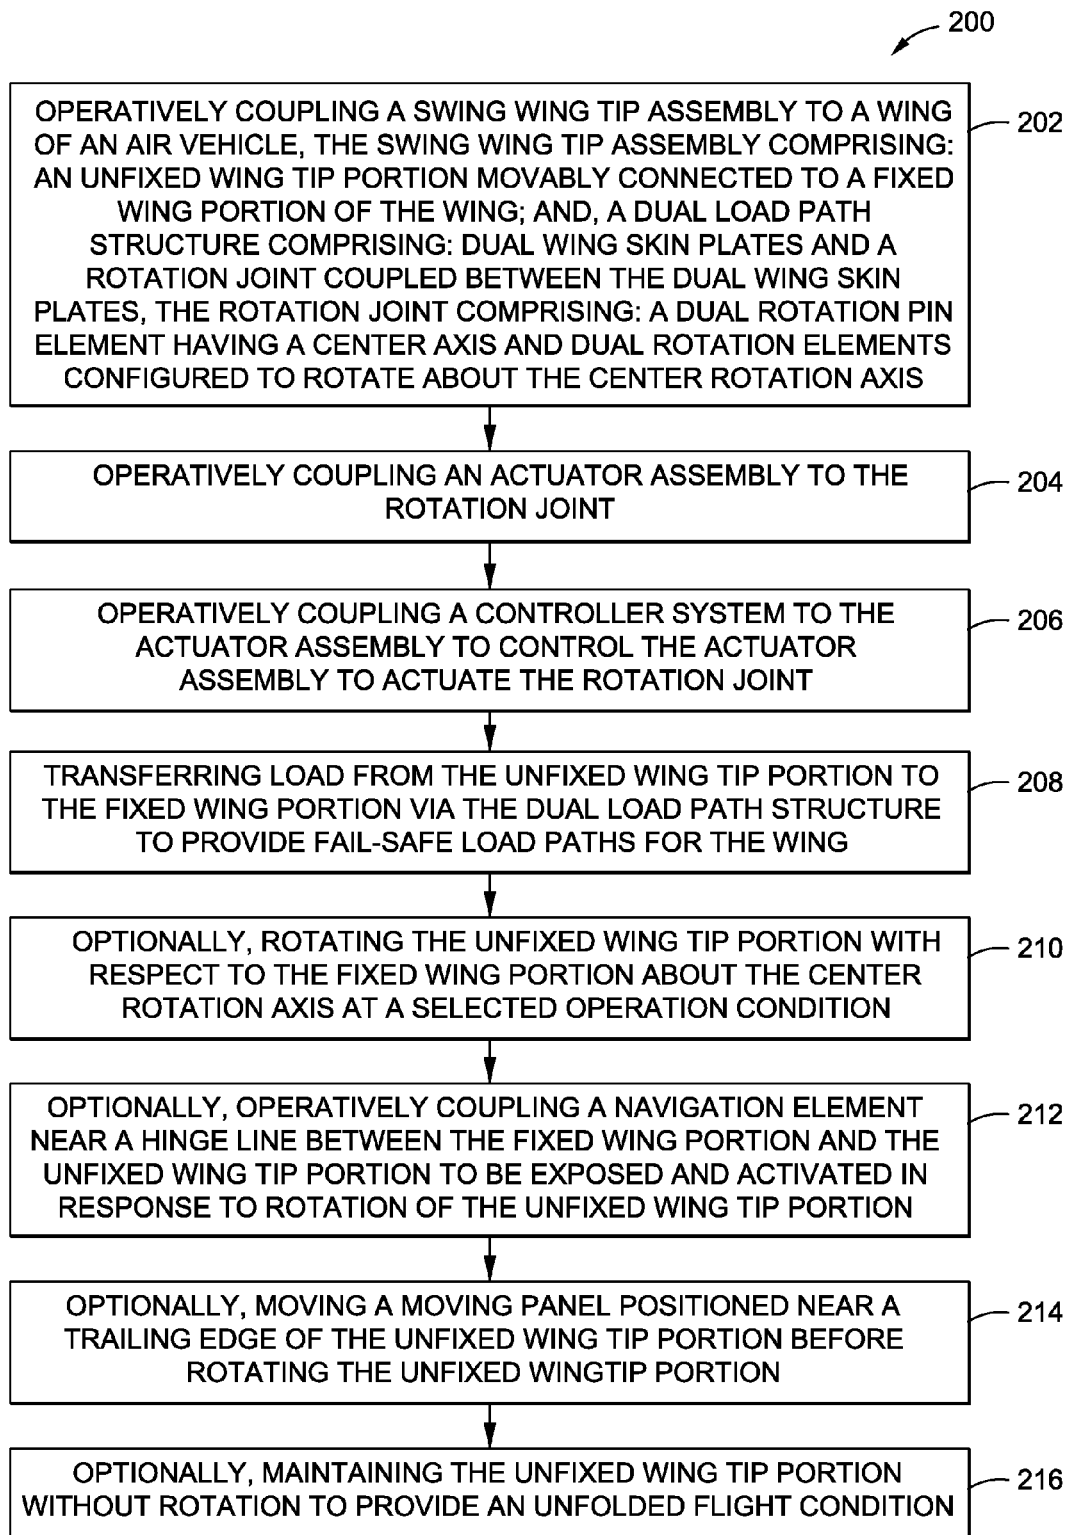 200
OPERATIVELY COUPLING A SWING WING TIP ASSEMBLY TO A WING
OF AN AIR VEHICLE, THE SWING WING TIP ASSEMBLY COMPRISING:
AN UNFIXED WING TIP PORTION MOVABLY CONNECTED TO A FIXED
WING PORTION OF THE WING; AND, A DUAL LOAD PATH
STRUCTURE COMPRISING: DUAL WING SKIN PLATES AND A
ROTATION JOINT COUPLED BETWEEN THE DUAL WING SKIN
PLATES, THE ROTATION JOINT COMPRISING: A DUAL ROTATION PIN
ELEMENT HAVING A CENTER AXIS AND DUAL ROTATION ELEMENTS
CONFIGURED TO ROTATE ABOUT THE CENTER ROTATION AXIS
202
OPERATIVELY COUPLING AN ACTUATOR ASSEMBLY TO THE
ROTATION JOINT
204
OPERATIVELY COUPLING A CONTROLLER SYSTEM TO THE
ACTUATOR ASSEMBLY TO CONTROL THE ACTUATOR
ASSEMBLY TO ACTUATE THE ROTATION JOINT
206
TRANSFERRING LOAD FROM THE UNFIXED WING TIP PORTION TO
THE FIXED WING PORTION VIA THE DUAL LOAD PATH STRUCTURE
TO PROVIDE FAIL-SAFE LOAD PATHS FOR THE WING
208
OPTIONALLY, ROTATING THE UNFIXED WING TIP PORTION WITH
RESPECT TO THE FIXED WING PORTION ABOUT THE CENTER
ROTATION AXIS AT A SELECTED OPERATION CONDITION
210
OPTIONALLY, OPERATIVELY COUPLING A NAVIGATION ELEMENT
NEAR A HINGE LINE BETWEEN THE FIXED WING PORTION AND THE
UNFIXED WING TIP PORTION TO BE EXPOSED AND ACTIVATED IN
RESPONSE TO ROTATION OF THE UNFIXED WING TIP PORTION
212
OPTIONALLY, MOVING A MOVING PANEL POSITIONED NEAR A
TRAILING EDGE OF THE UNFIXED WING TIP PORTION BEFORE
ROTATING THE UNFIXED WINGTIP PORTION
214
OPTIONALLY, MAINTAINING THE UNFIXED WING TIP PORTION
WITHOUT ROTATION TO PROVIDE AN UNFOLDED FLIGHT CONDITION
216